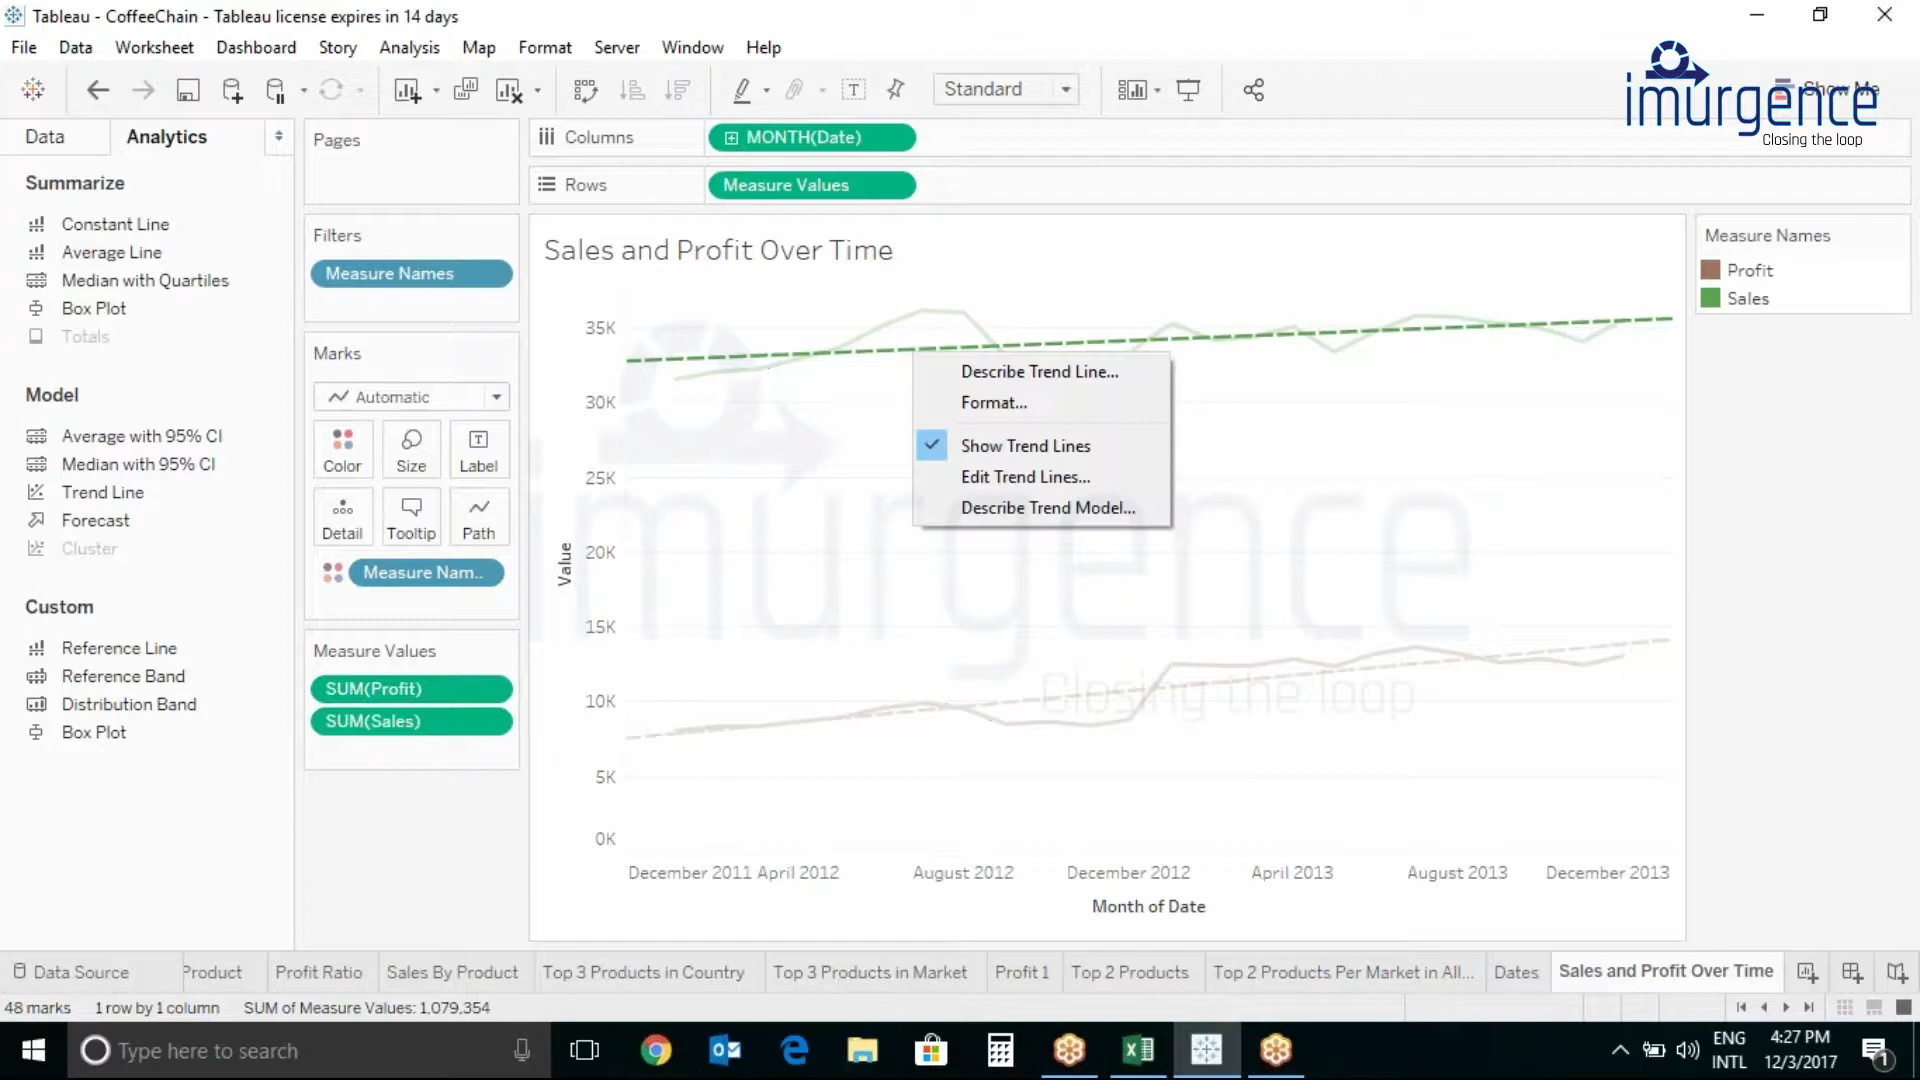 Tableau - CoffeeChain - Tableau license expires in 14 days
File Data Worksheet Dashboard Story Analysis Map Format Server Window Help
Standard
Show Me
imurgence
Closing the loop
Data Analytics
Pages
Columns MONTH(Date)
Rows Measure Values
Summarize
Constant Line
Average Line
Median with Quartiles
Box Plot
Totals
Model
Average with 95% CI
Median with 95% CI
Trend Line
Forecast
Cluster
Custom
Reference Line
Reference Band
Distribution Band
Box Plot
Filters
Measure Names
Marks
Automatic
Color Size Label
Detail Tooltip Path
Measure Nam..
Measure Values
SUM(Profit)
SUM(Sales)
Sales and Profit Over Time
35K
30K
25K
20K
15K
10K
5K
0K
Value
Describe Trend Line...
Format...
Show Trend Lines
Edit Trend Lines...
Describe Trend Model...
imurgence
Closing the loop
December 2011 April 2012 August 2012 December 2012 April 2013 August 2013 December 2013
Month of Date
Measure Names
Profit
Sales
Data Source Product Profit Ratio Sales By Product Top 3 Products in Country Top 3 Products in Market Profit 1 Top 2 Products Top 2 Products Per Market in All... Dates Sales and Profit Over Time
48 marks 1 row by 1 column SUM of Measure Values: 1,079,354
Type here to search
ENG
INTL
4:27 PM
12/3/2017
1